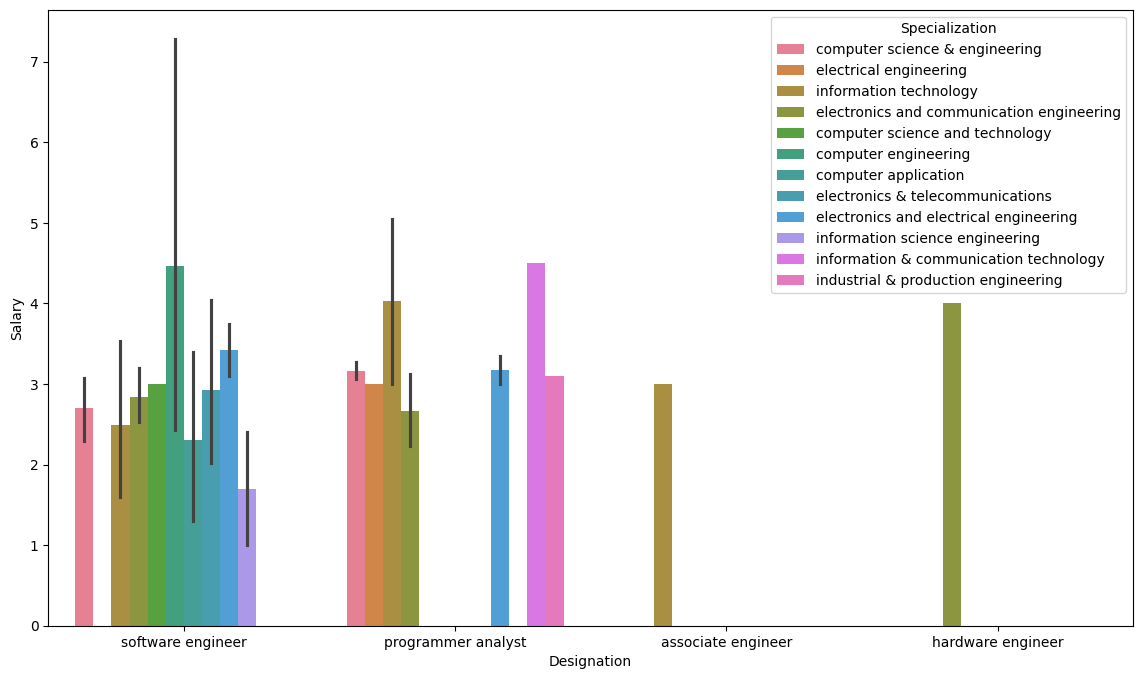 Specialization
computer science & engineering
electrical engineering
information technology
electronics and communication engineering
computer science and technology
computer engineering
computer application
electronics & telecommunications
electronics and electrical engineering
information science engineering
information & communication technology
industrial & production engineering
Salary
7
6
5
4
3
2
1
0
software engineer
programmer analyst
associate engineer
hardware engineer
Designation